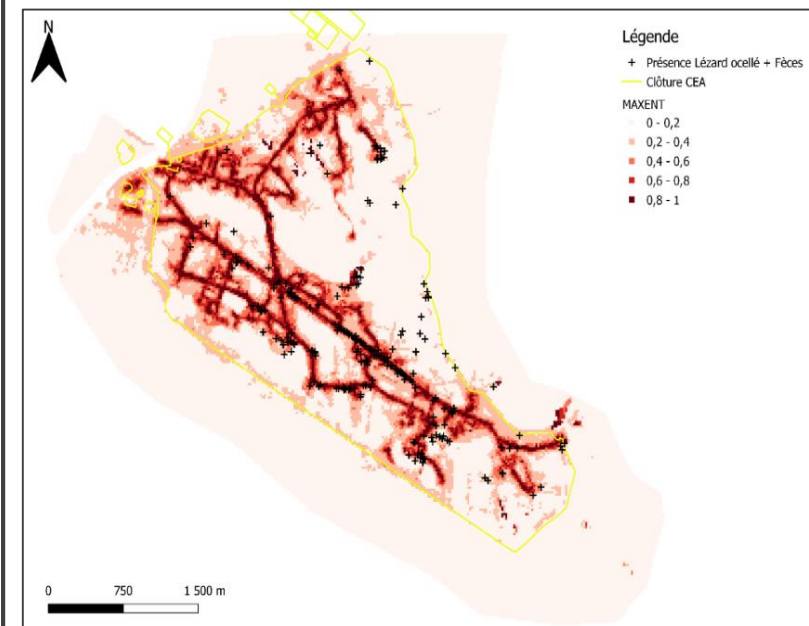 N
Légende
Présence Lézard ocellé + Fèces
Clôture CEA
MAXENT
0 - 0,2
0,2 - 0,4
0,4 - 0,6
0,6 - 0,8
0,8 - 1
0 750 1 500 m